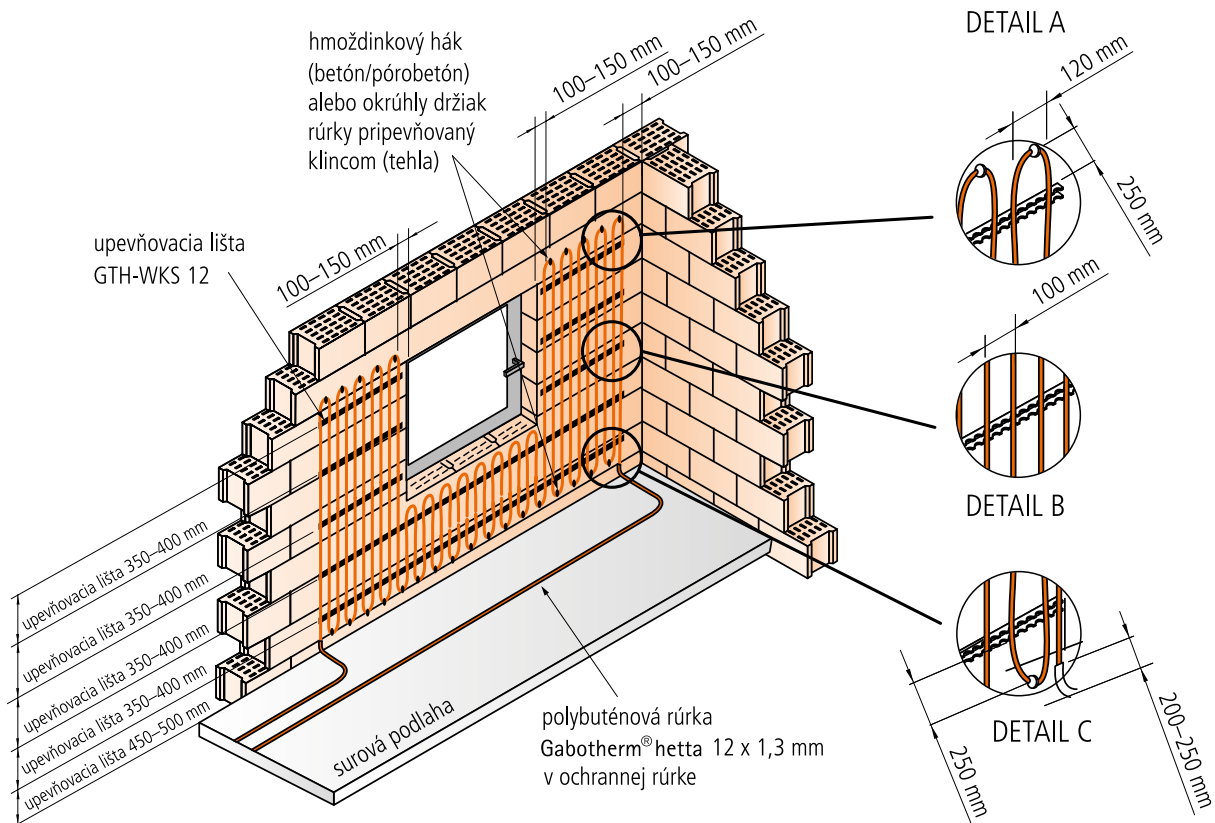 DETAIL A
hmoždinkový hák
(betón/pórobetón)
alebo okrúhly držiak
rúrky pripevňovaný
klincom (tehla)
100–150 mm
100–150 mm
120 mm
250 mm
upevňovacia lišta
GTH-WKS 12
100–150 mm
100 mm
DETAIL B
upevňovacia lišta 350–400 mm
upevňovacia lišta 350–400 mm
upevňovacia lišta 350–400 mm
upevňovacia lišta 350–400 mm
upevňovacia lišta 450–500 mm
surová podlaha
polybuténová rúrka
Gabotherm® hetta 12 x 1,3 mm
v ochrannej rúrke
DETAIL C
250 mm
200–250 mm